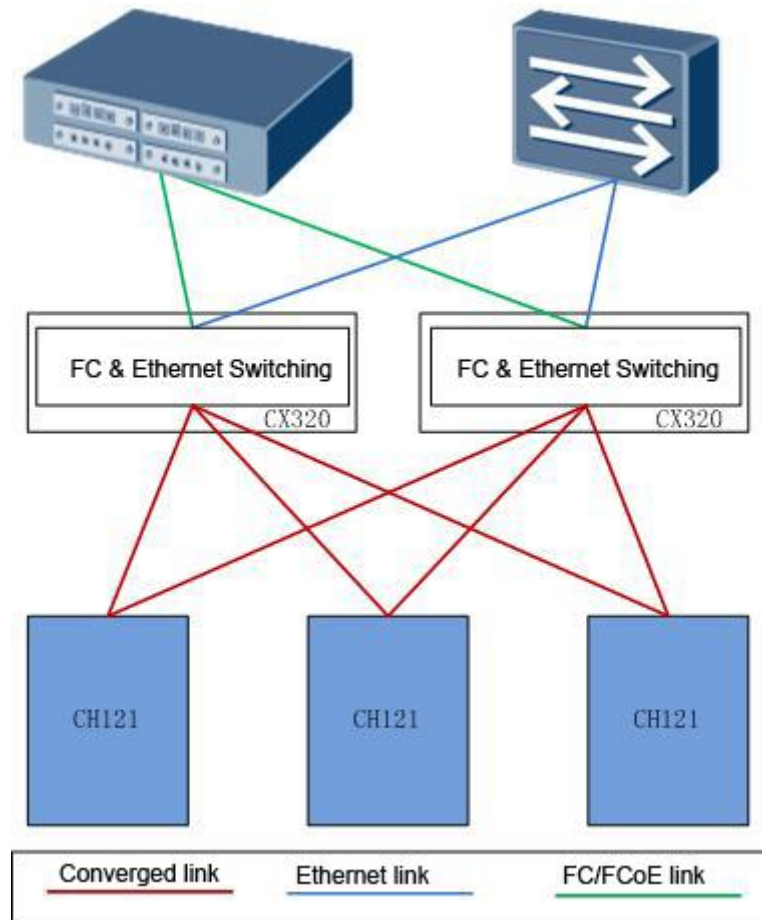 FC & Ethernet Switching
CX320
FC & Ethernet Switching
CX320
CH121
CH121
CH121
Converged link
Ethernet link
FC/FCoE link